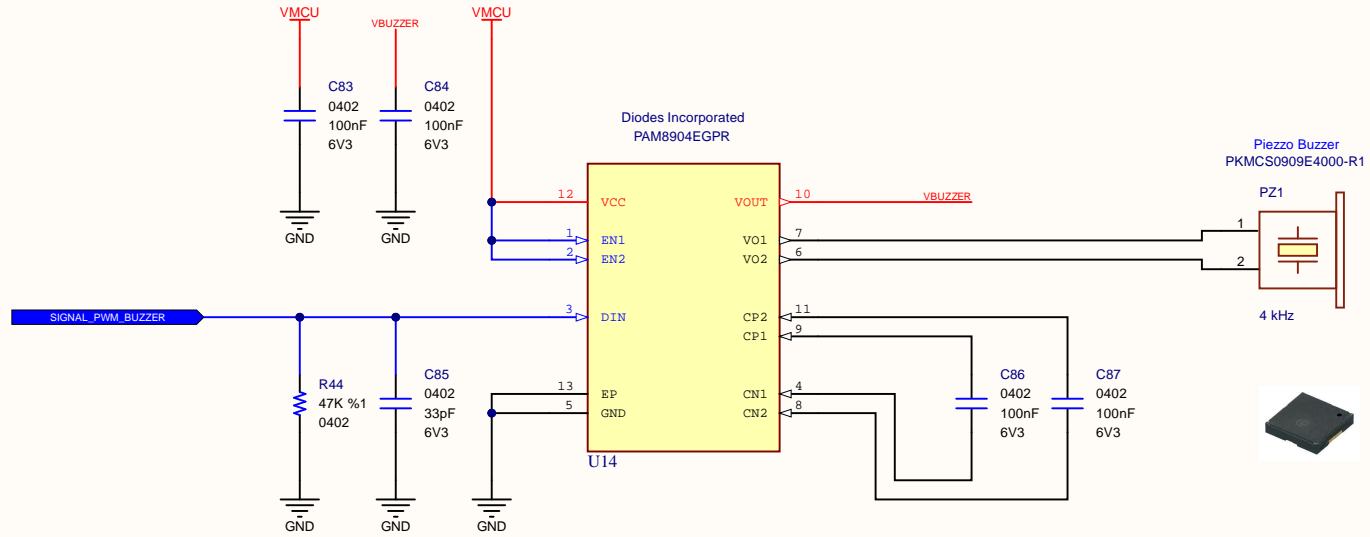 VMCU
VBUZZER
VMCU
C83
0402
100nF
6V3
GND
C84
0402
100nF
6V3
GND
Diodes Incorporated
PAM8904EGPR
12 VCC
1 EN1
2 EN2
3 DIN
13 EP
5 GND
VOUT 10
VBUZZER
VO1 7
VO2 6
CP2 11
CP1 9
CN1 4
CN2 8
U14
Piezzo Buzzer
PKMCS0909E4000-R1
PZ1
1
2
4 kHz
SIGNAL_PWM_BUZZER
R44
47K %1
0402
GND
C85
0402
33pF
6V3
GND
GND
C86
0402
100nF
6V3
C87
0402
100nF
6V3